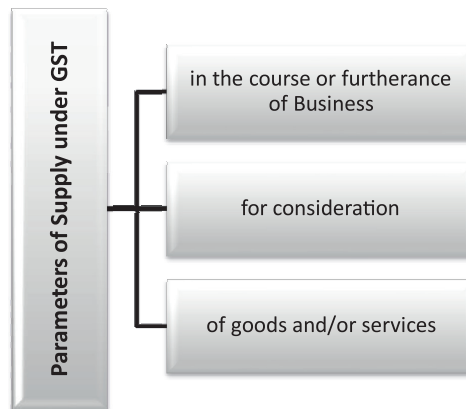 Parameters of Supply under GST
in the course or furtherance
of Business
for consideration
of goods and/or services